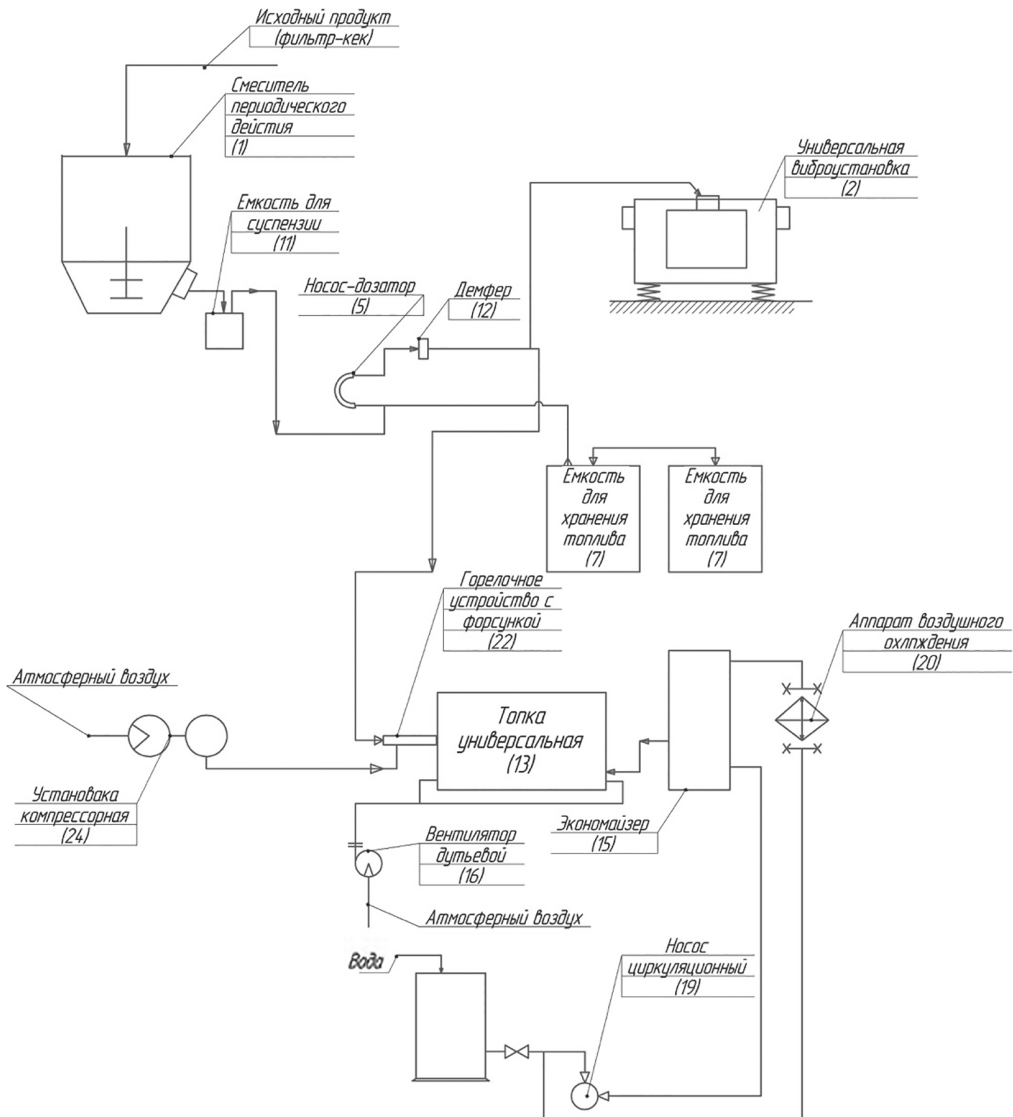 Исходный продукт
(фильтр-кек)
Смеситель
периодического
дейстия
(1)
Универсальная
виброустановка
(2)
Емкость для
суспензии
(11)
Носос-дозатор
(5)
Демфер
(12)
Емкость
для
хранения
топлива
(7)
Емкость
для
хранения
топлива
(7)
Горелочное
устройство с
форсункой
(22)
Аппарат воздушного
охлпждения
(20)
Атмосферный воздух
Топка
универсальная
(13)
Установака
компрессорная
(24)
Экономайзер
(15)
Вентилятор
дутьевой
(16)
Атмосферный воздух
Вода
Носос
циркуляционный
(19)